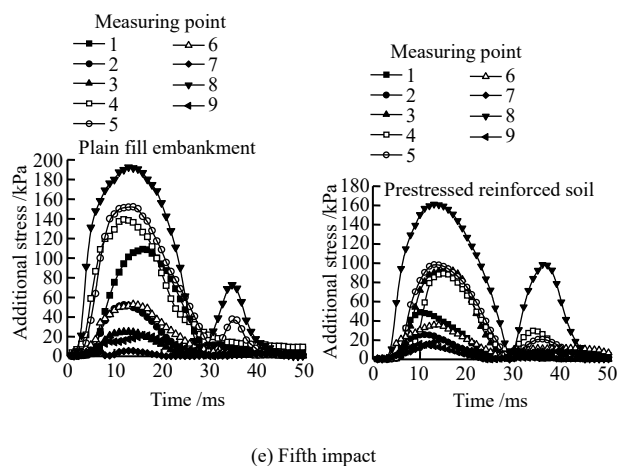 Measuring point
1 6
2 7
3 8
4 9
5
Plain fill embankment
Additional stress /kPa
200
180
160
140
120
100
80
60
40
20
0
0 10 20 30 40 50
Time /ms
Measuring point
1 6
2 7
3 8
4 9
5
Prestressed reinforced soil
Additional stress /kPa
180
160
140
120
100
80
60
40
20
0
0 10 20 30 40 50
Time /ms
(e) Fifth impact